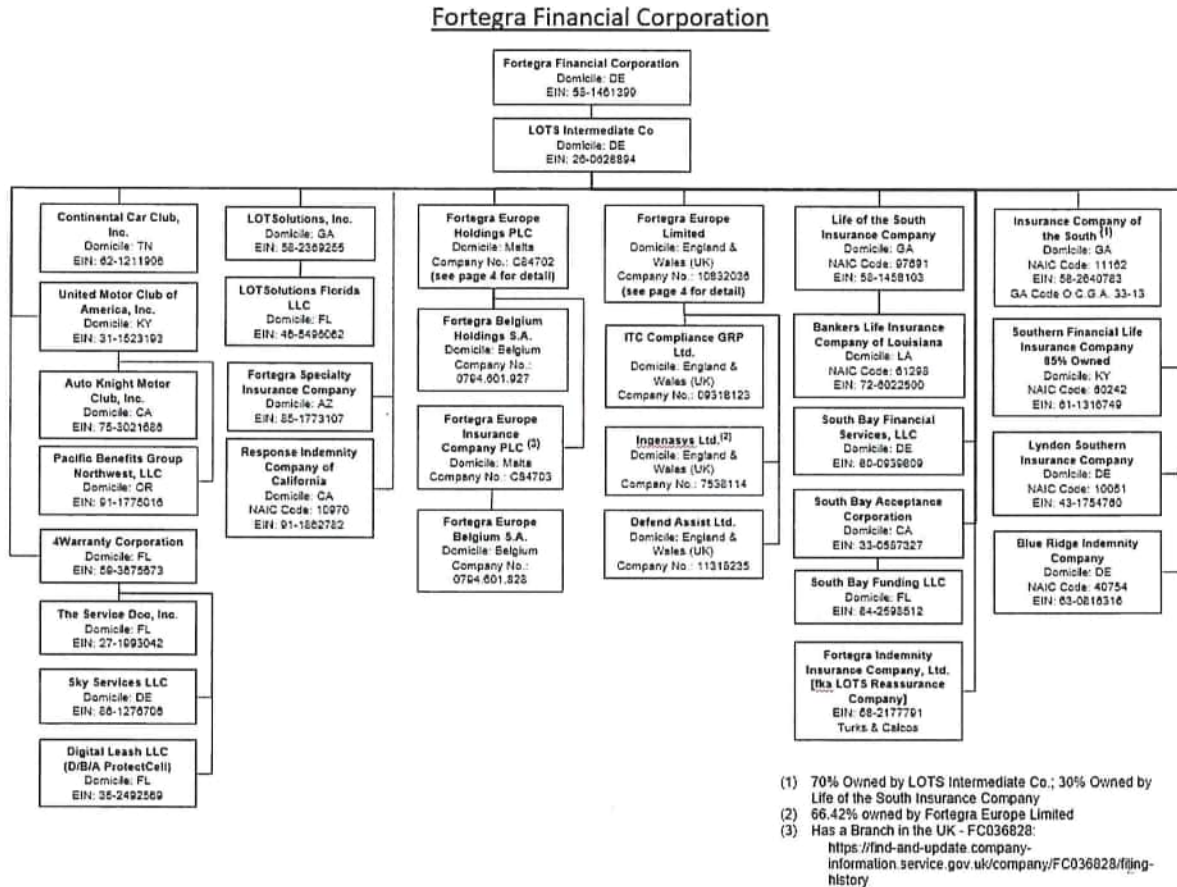 Fortegra Financial Corporation
Fortegra Financial Corporation
Domicile: DE
EIN: 58-1461399
LOTS Intermediate Co
Domicile: DE
EIN: 26-0628894
Continental Car Club,
Inc.
Domicile: TN
EIN: 62-1211906
United Motor Club of
America, Inc.
Domicile: KY
EIN: 31-1523193
Auto Knight Motor
Club, Inc.
Domicile: CA
EIN: 75-3021686
Pacific Benefits Group
Northwest, LLC
Domicile: OR
EIN: 91-1775016
4Warranty Corporation
Domicile: FL
EIN: 59-3675673
The Service Doc, Inc.
Domicile: FL
EIN: 27-1993042
Sky Services LLC
Domicile: DE
EIN: 86-1276706
Digital Leash LLC
(D/B/A ProtectCell)
Domicile: FL
EIN: 35-2492569
LOTSolutions, Inc.
Domicile: GA
EIN: 58-2369255
LOTSolutions Florida
LLC
Domicile: FL
EIN: 46-5496062
Fortegra Specialty
Insurance Company
Domicile: AZ
EIN: 85-1773107
Response Indemnity
Company of
California
Domicile: CA
NAIC Code: 10970
EIN: 91-1862782
Fortegra Europe
Holdings PLC
Domicile: Malta
Company No.: C84702
(see page 4 for detail)
Fortegra Belgium
Holdings S.A.
Domicile: Belgium
Company No.:
0794.601.927
Fortegra Europe
Insurance
Company PLC (3)
Domicile: Malta
Company No.: C84703
Fortegra Europe
Belgium S.A.
Domicile: Belgium
Company No.:
0794.601.828
Fortegra Europe
Limited
Domicile: England &
Wales (UK)
Company No.: 10832036
(see page 4 for detail)
ITC Compliance GRP
Ltd.
Domicile: England &
Wales (UK)
Company No.: 09318123
Ingenasys Ltd.(2)
Domicile: England &
Wales (UK)
Company No.: 7538114
Defend Assist Ltd.
Domicile: England &
Wales (UK)
Company No.: 11315235
Life of the South
Insurance Company
Domicile: GA
NAIC Code: 97691
EIN: 58-1458103
Bankers Life Insurance
Company of Louisiana
Domicile: LA
NAIC Code: 61298
EIN: 72-6022500
South Bay Financial
Services, LLC
Domicile: DE
EIN: 80-0939809
South Bay Acceptance
Corporation
Domicile: CA
EIN: 33-0587327
South Bay Funding LLC
Domicile: FL
EIN: 84-2593512
Fortegra Indemnity
Insurance Company, Ltd.
[fka LOTS Reassurance
Company]
EIN: 68-2177791
Turks & Caicos
Insurance Company of
the South (1)
Domicile: GA
NAIC Code: 11162
EIN: 58-2640783
GA Code O.C.G.A. 33-13
Southern Financial Life
Insurance Company
85% Owned
Domicile: KY
NAIC Code: 60242
EIN: 61-1316749
Lyndon Southern
Insurance Company
Domicile: DE
NAIC Code: 10051
EIN: 43-1754760
Blue Ridge Indemnity
Company
Domicile: DE
NAIC Code: 40754
EIN: 63-0816316
(1) 70% Owned by LOTS Intermediate Co.; 30% Owned by
Life of the South Insurance Company
(2) 66.42% owned by Fortegra Europe Limited
(3) Has a Branch in the UK - FC036828:
https://find-and-update.company-
information.service.gov.uk/company/FC036828/filing-
history